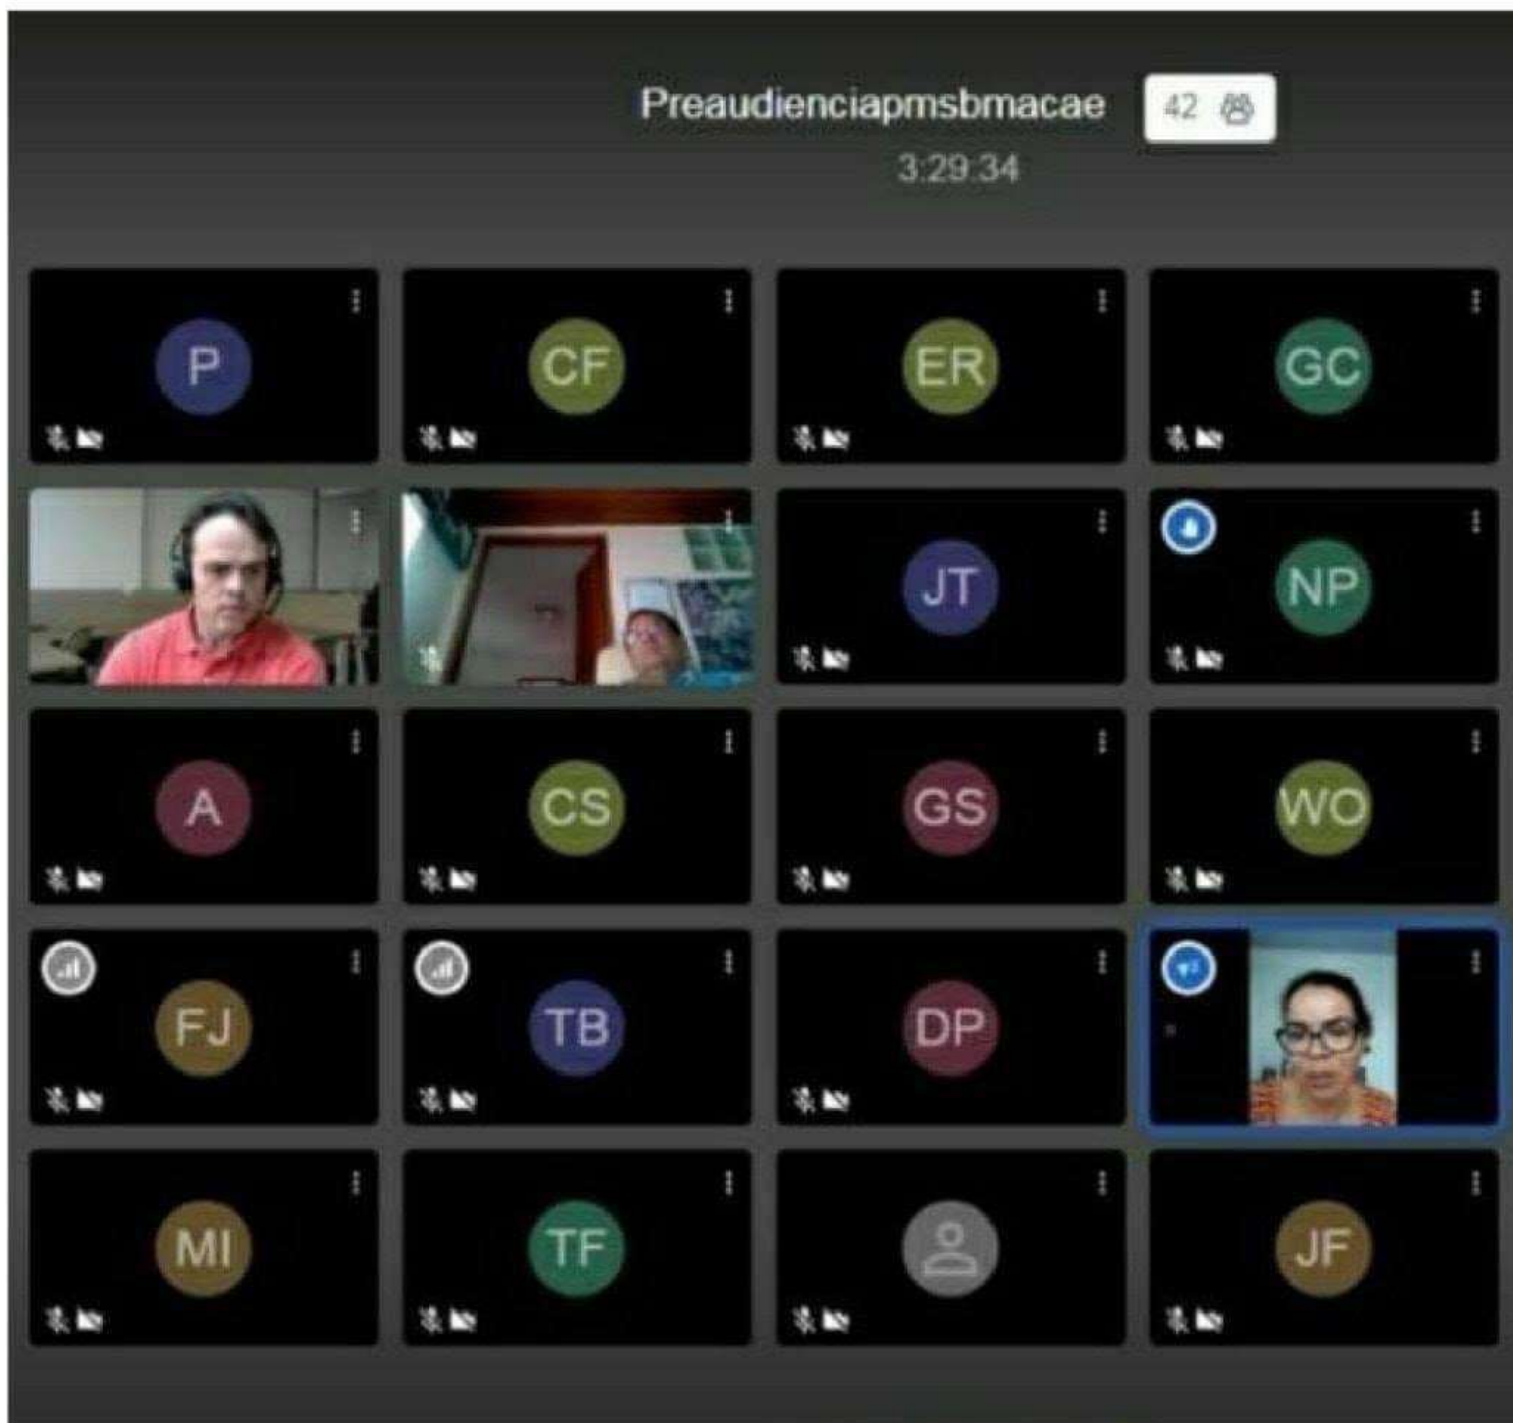 Preaudienciapmsbmacae 42
3:29:34
P CF ER GC
JT NP
A CS GS WO
FJ TB DP
MI TF JF